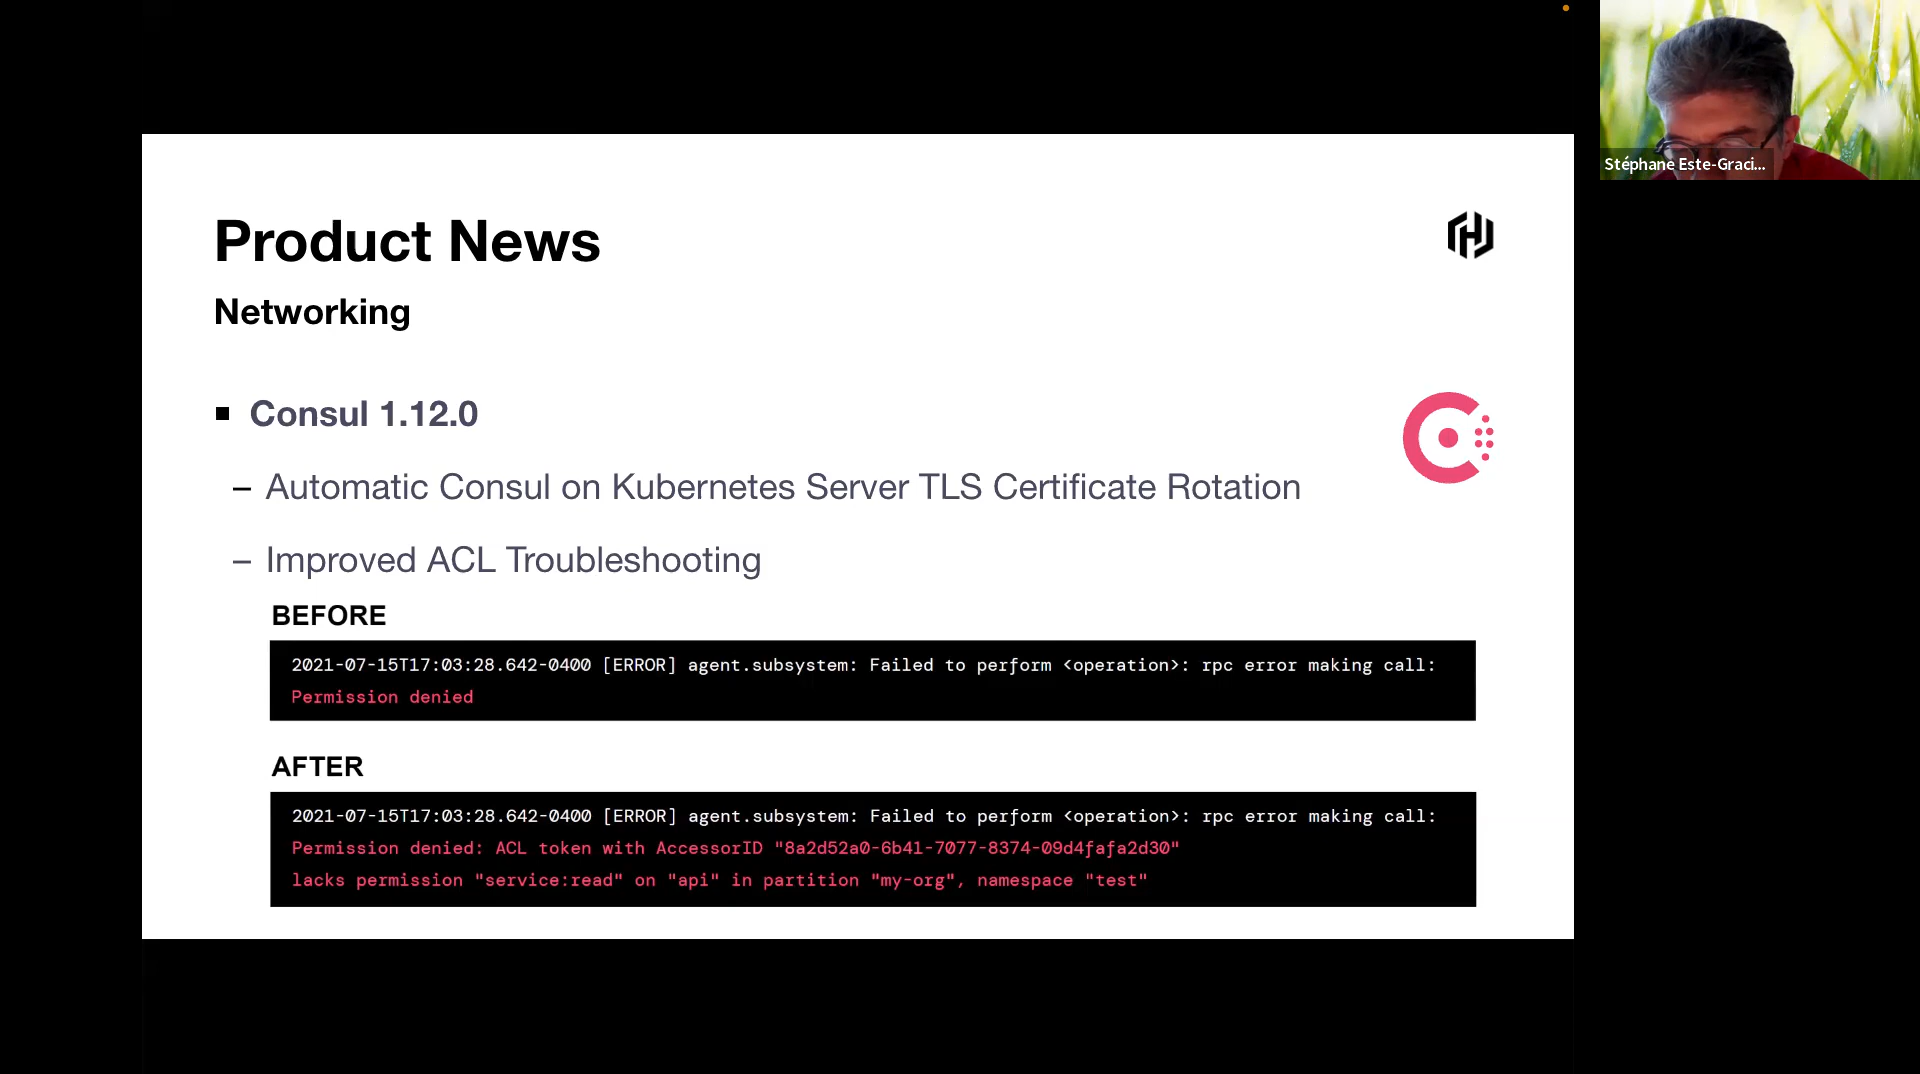 Stéphane Este-Graci...
Product News
Networking
▪ Consul 1.12.0
– Automatic Consul on Kubernetes Server TLS Certificate Rotation
– Improved ACL Troubleshooting
BEFORE
2021-07-15T17:03:28.642-0400 [ERROR] agent.subsystem: Failed to perform <operation>: rpc error making call:
Permission denied
AFTER
2021-07-15T17:03:28.642-0400 [ERROR] agent.subsystem: Failed to perform <operation>: rpc error making call:
Permission denied: ACL token with AccessorID "8a2d52a0-6b41-7077-8374-09d4fafa2d30"
lacks permission "service:read" on "api" in partition "my-org", namespace "test"